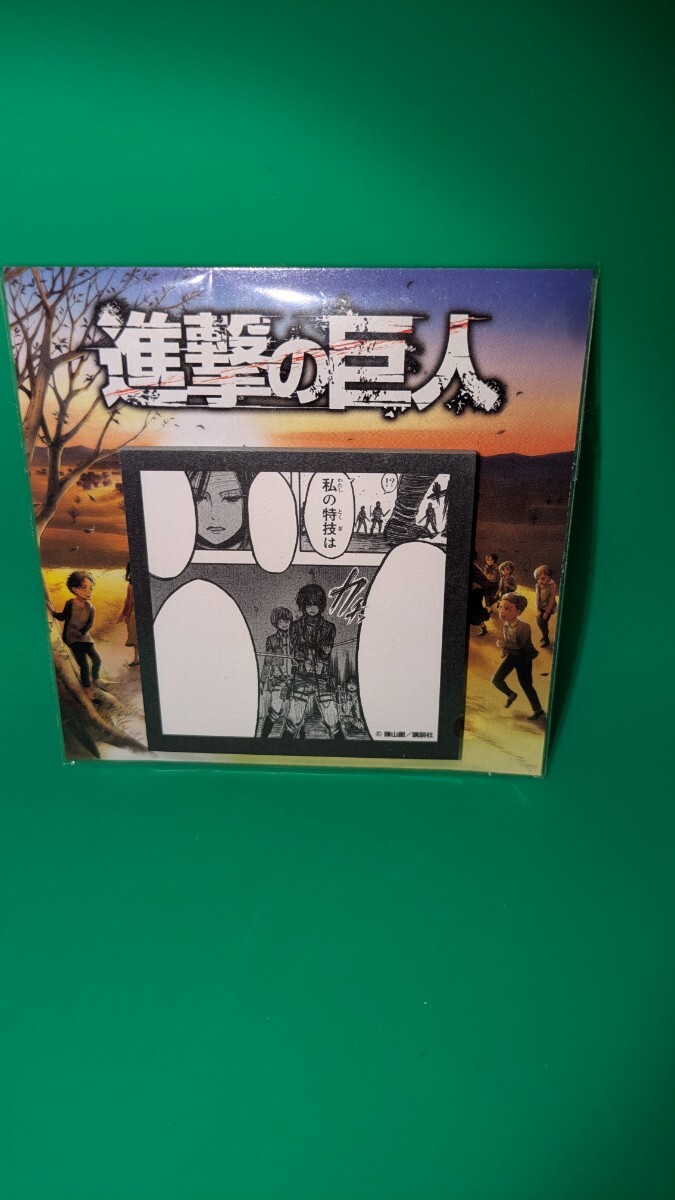 進撃の巨人
!?
私の特技は
わたし
とくぎ
© 諫山創／講談社